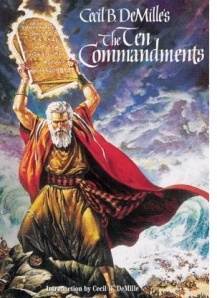 Cecil B. DeMille's
The Ten
Commandments
Introduction by Cecil B. DeMille